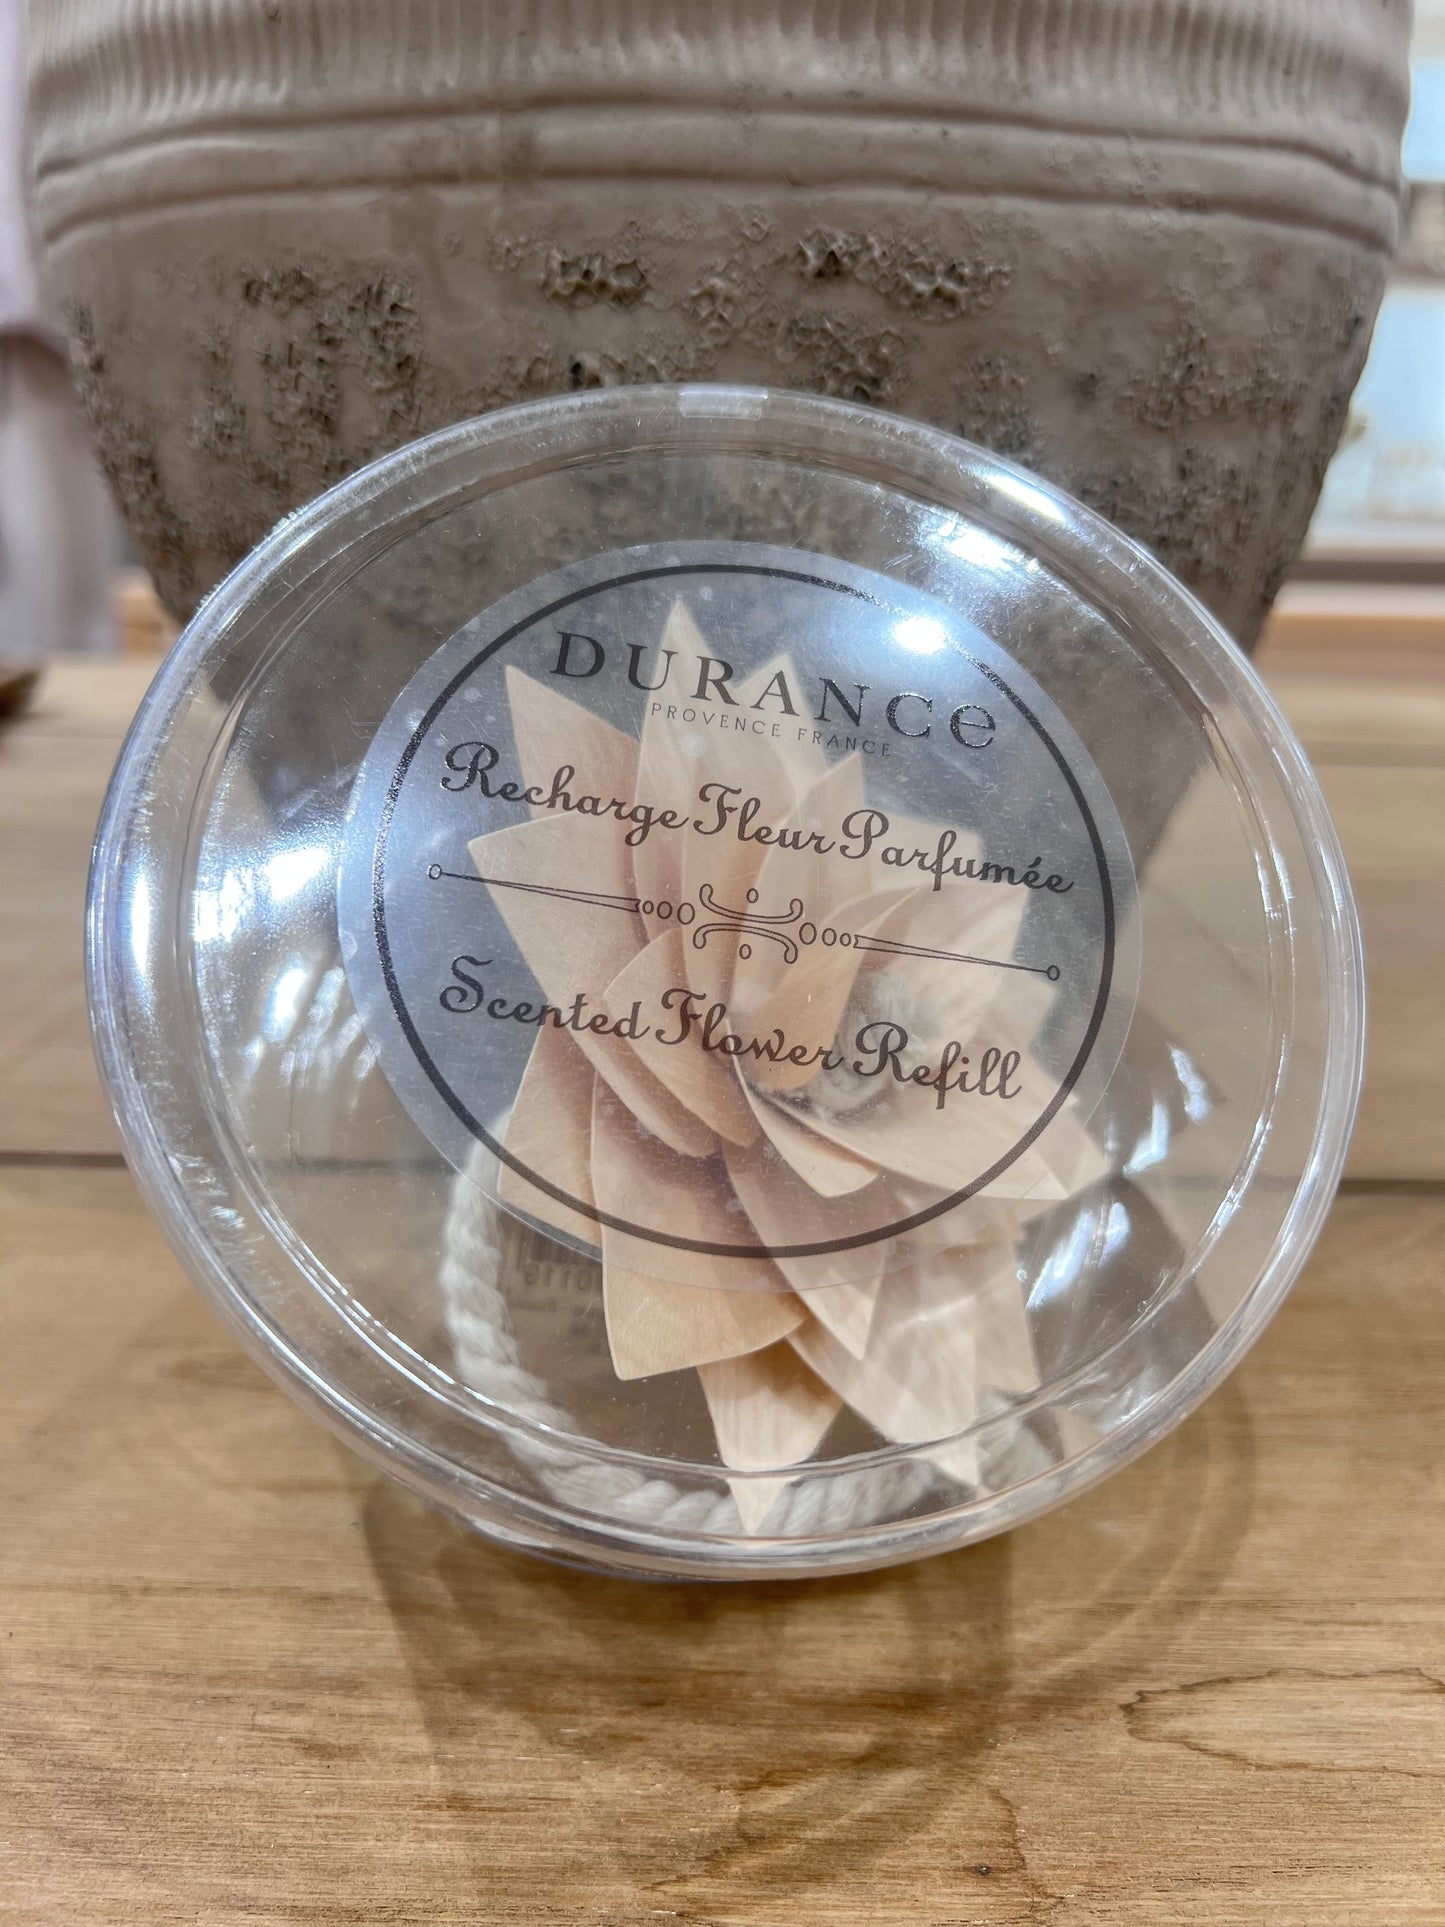 DURANCe
PROVENCE FRANCE
Recharge Fleur Parfumée
Scented Flower Refill